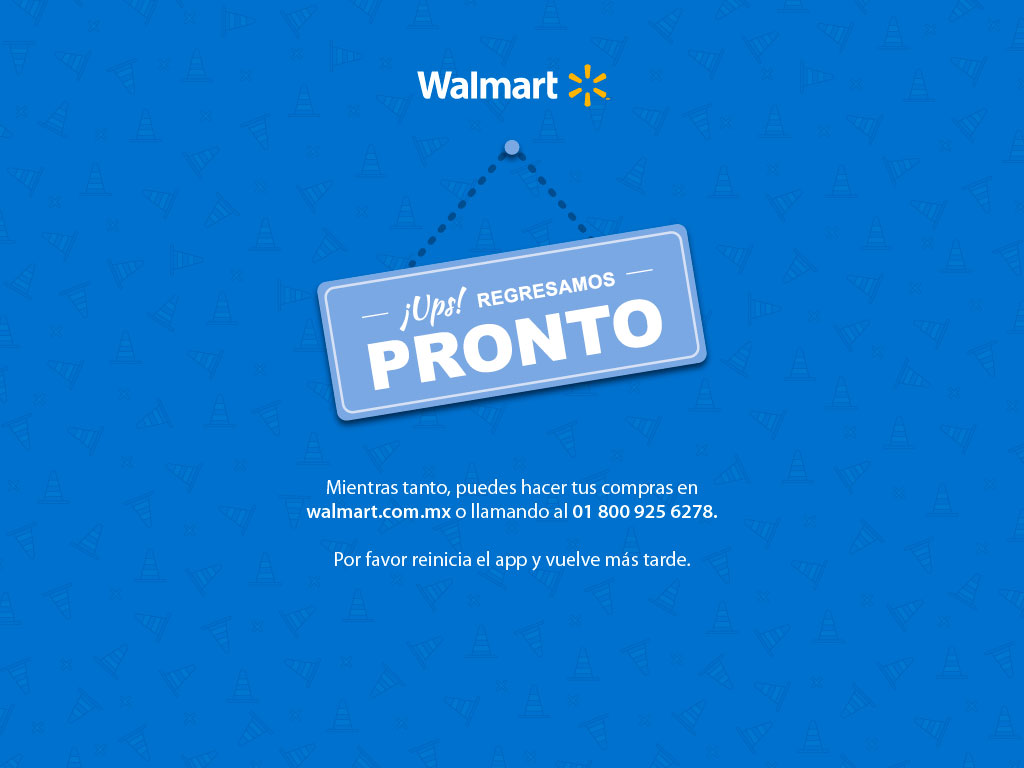 Walmart
¡Ups! REGRESAMOS
PRONTO
Mientras tanto, puedes hacer tus compras en
walmart.com.mx o llamando al 01 800 925 6278.
Por favor reinicia el app y vuelve más tarde.